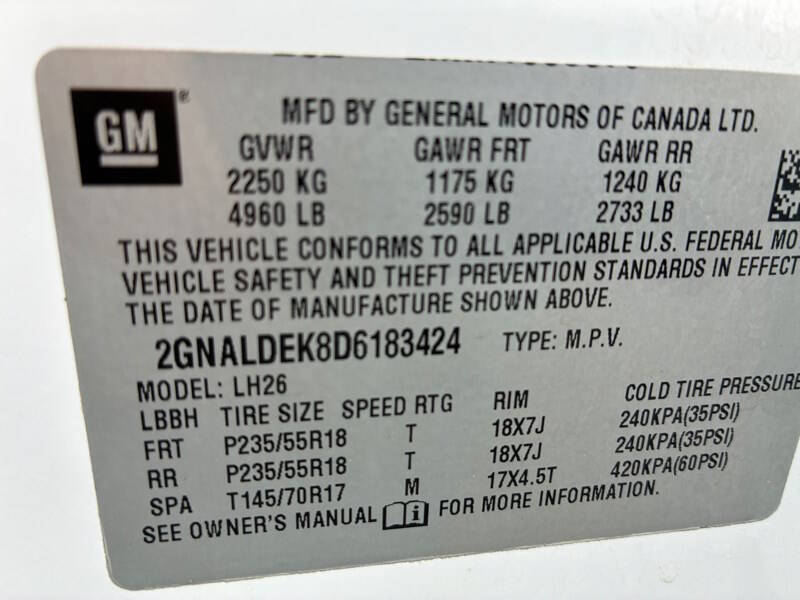 GM ® MFD BY GENERAL MOTORS OF CANADA LTD.
GVWR GAWR FRT GAWR RR
2250 KG 1175 KG 1240 KG
4960 LB 2590 LB 2733 LB
THIS VEHICLE CONFORMS TO ALL APPLICABLE U.S. FEDERAL MO
VEHICLE SAFETY AND THEFT PREVENTION STANDARDS IN EFFECT
THE DATE OF MANUFACTURE SHOWN ABOVE.
2GNALDEK8D6183424 TYPE: M.P.V.
MODEL: LH26
LBBH TIRE SIZE SPEED RTG RIM COLD TIRE PRESSURE
FRT P235/55R18 T 18X7J 240KPA(35PSI)
RR P235/55R18 T 18X7J 240KPA(35PSI)
SPA T145/70R17 M 17X4.5T 420KPA(60PSI)
SEE OWNER'S MANUAL i FOR MORE INFORMATION.